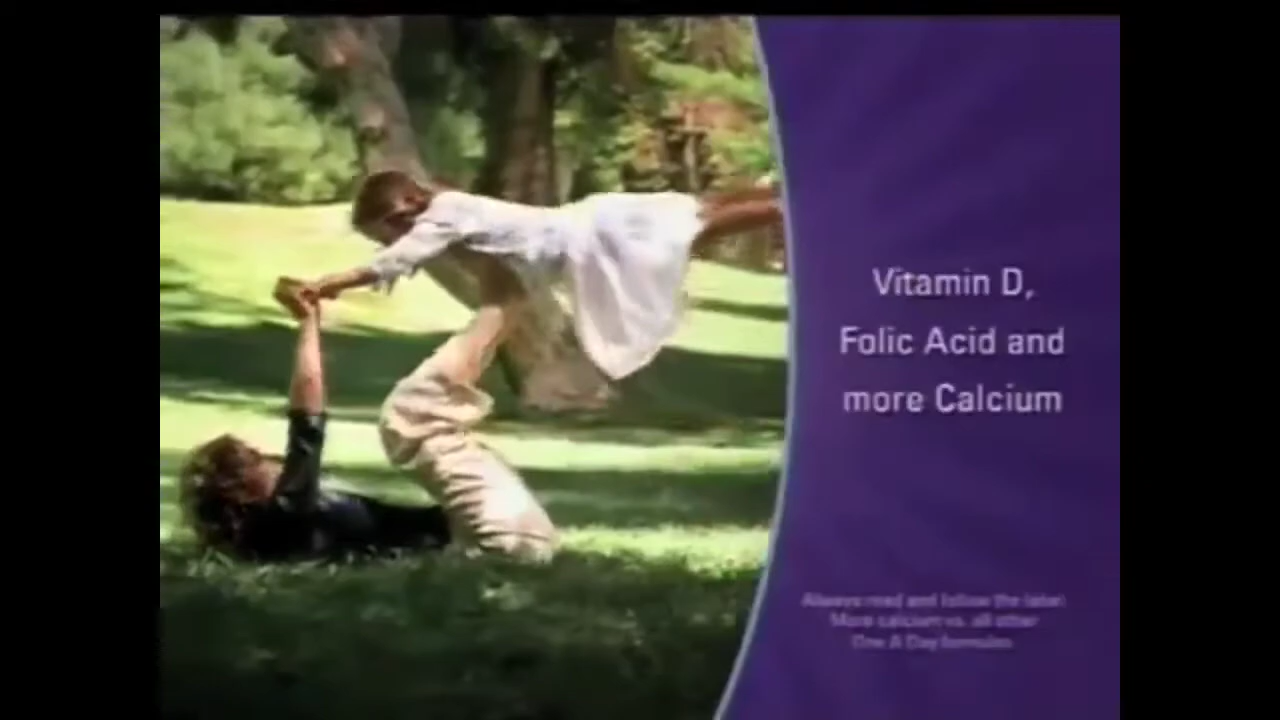 Vitamin D,
Folic Acid and
more Calcium
Always read and follow the label
More calcium vs. all other
One A Day formulas